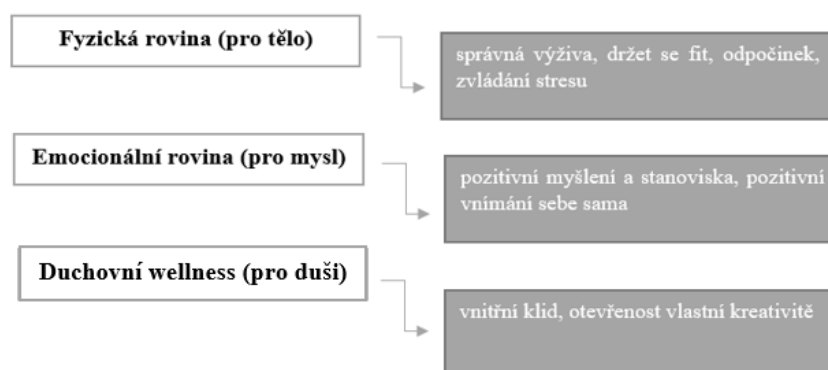 Fyzická rovina (pro tělo)
správná výživa, držet se fit, odpočinek,
zvládání stresu
Emocionální rovina (pro mysl)
pozitivní myšlení a stanoviska, pozitivní
vnímání sebe sama
Duchovní wellness (pro duši)
vnitřní klid, otevřenost vlastní kreativitě